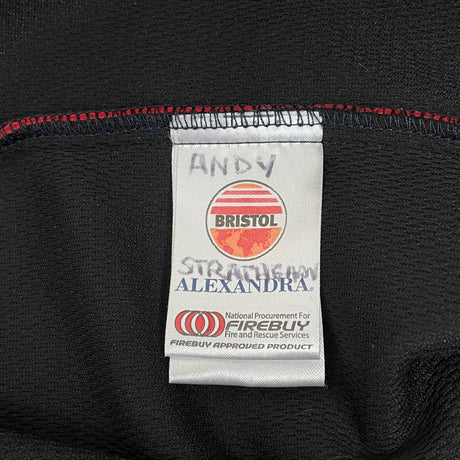 ANDY
BRISTOL
STRATHEARN
ALEXANDRA®
National Procurement For
FIREBUY
Fire and Rescue Services
FIREBUY APPROVED PRODUCT